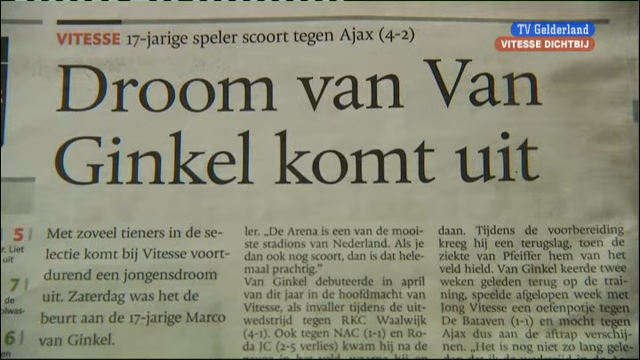 TV Gelderland
VITESSE DICHTBIJ
VITESSE 17-jarige speler scoort tegen Ajax (4-2)
Droom van Van
Ginkel komt uit
5
r. Liet
uit
7
de
olwas-
6
Met zoveel tieners in de se-
lectie komt bij Vitesse voort-
durend een jongensdroom
uit. Zaterdag was het de
beurt aan de 17-jarige Marco
van Ginkel.
ler. „De Arena is een van de mooi-
ste stadions van Nederland. Als je
dan ook nog scoort, dan is dat hele-
maal prachtig.”
Van Ginkel debuteerde in april
van dit jaar in de hoofdmacht van
Vitesse, als invaller tijdens de
uitwedstrijd tegen RKC Waalwijk
(4-1). Ook tegen NAC (1-1) en Ro-
da JC (2-5 verlies) kwam hij na de
daan. Tijdens de voorbereiding
kreeg hij een terugslag, toen de
ziekte van Pfeiffer hem van het
veld hield. Van Ginkel keerde twee
weken geleden terug op de trai-
ning, speelde afgelopen week met
Jong Vitesse een oefenpotje tegen
De Bataven (1-1) en mocht tegen
Ajax dus aan de aftrap verschij-
nen. „Het is nog niet zo lang gele-